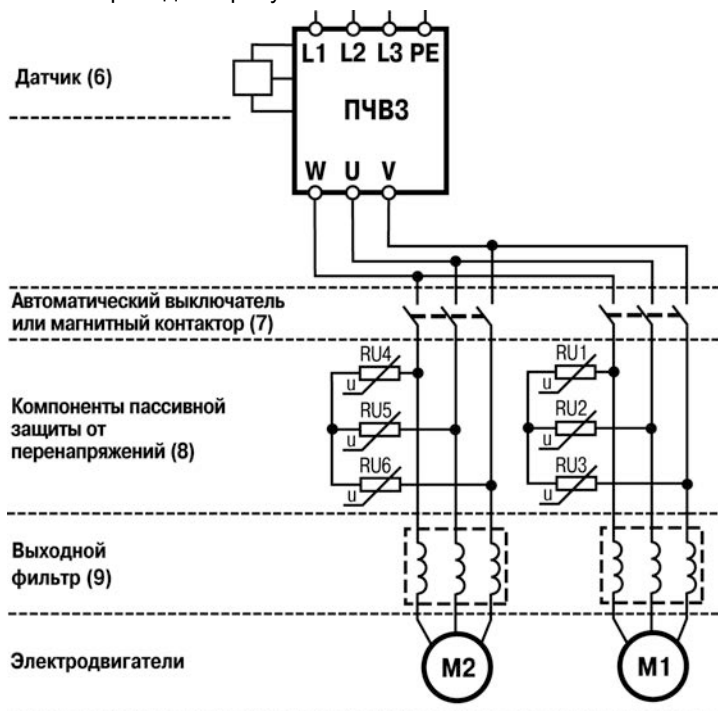 L1 L2 L3 PE
Датчик (6)
ПЧВ3
W U V
Автоматический выключатель
или магнитный контактор (7)
RU4 RU1
u u
Компоненты пассивной
защиты от
перенапряжений (8)
RU5 RU2
u u
RU6 RU3
u u
Выходной
фильтр (9)
Электродвигатели
M2 M1